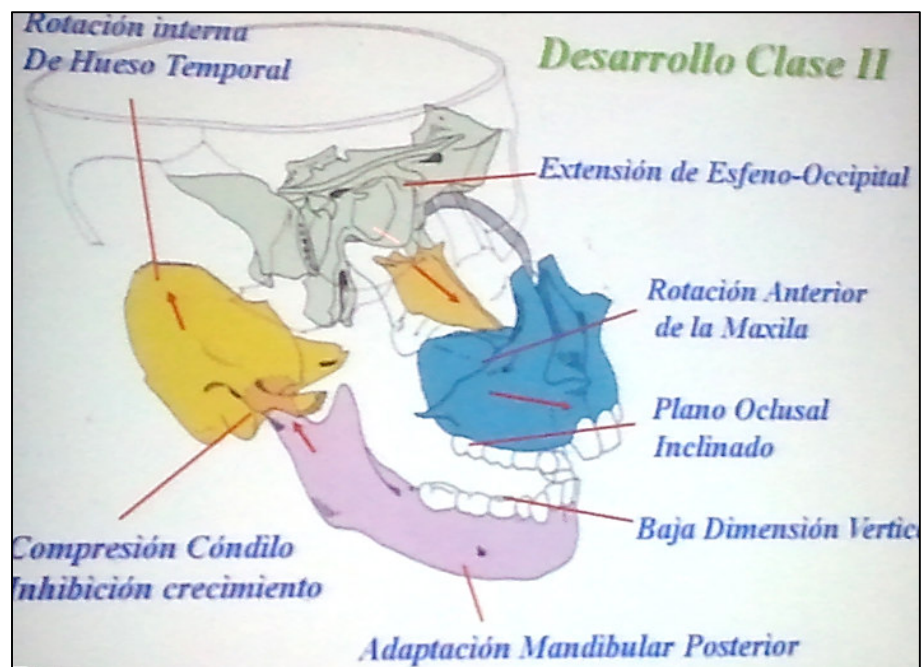 Rotación interna
De Hueso Temporal
Desarrollo Clase II
Extensión de Esfeno-Occipital
Rotación Anterior
de la Maxila
Plano Oclusal
Inclinado
Baja Dimensión Vertic
Compresión Cóndilo
Inhibición crecimiento
Adaptación Mandibular Posterior